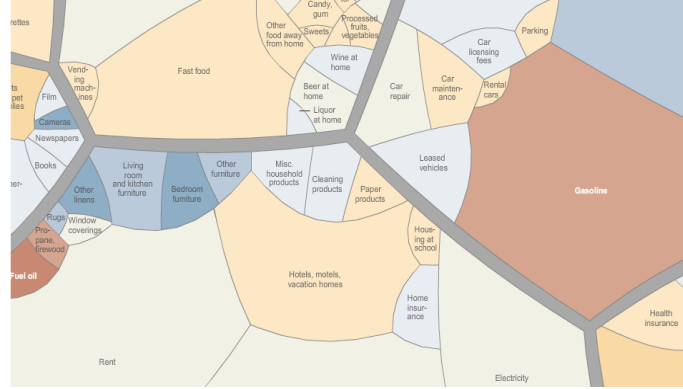 Candy,
gum
rettes
Other
food away
from home
Sweets
Processed
fruits,
vegetables
Parking
Car
licensing
fees
Wine at
home
Fast food
Vend-
ing
mach-
ines
Car
repair
Car
mainten-
ance
Rental
cars
Beer at
home
Film
ts
pet
lies
Liquor
at home
Cameras
Newspapers
Books
Living
room
and kitchen
furniture
Other
furniture
Misc.
household
products
Leased
vehicles
er-
Other
linens
Bedroom
furniture
Cleaning
products
Paper
products
Gasoline
Rugs
Window
coverings
Pro-
pane,
firewood
Hous-
ing at
school
Fuel oil
Hotels, motels,
vacation homes
Home
insur-
ance
Health
insurance
Rent
Electricity